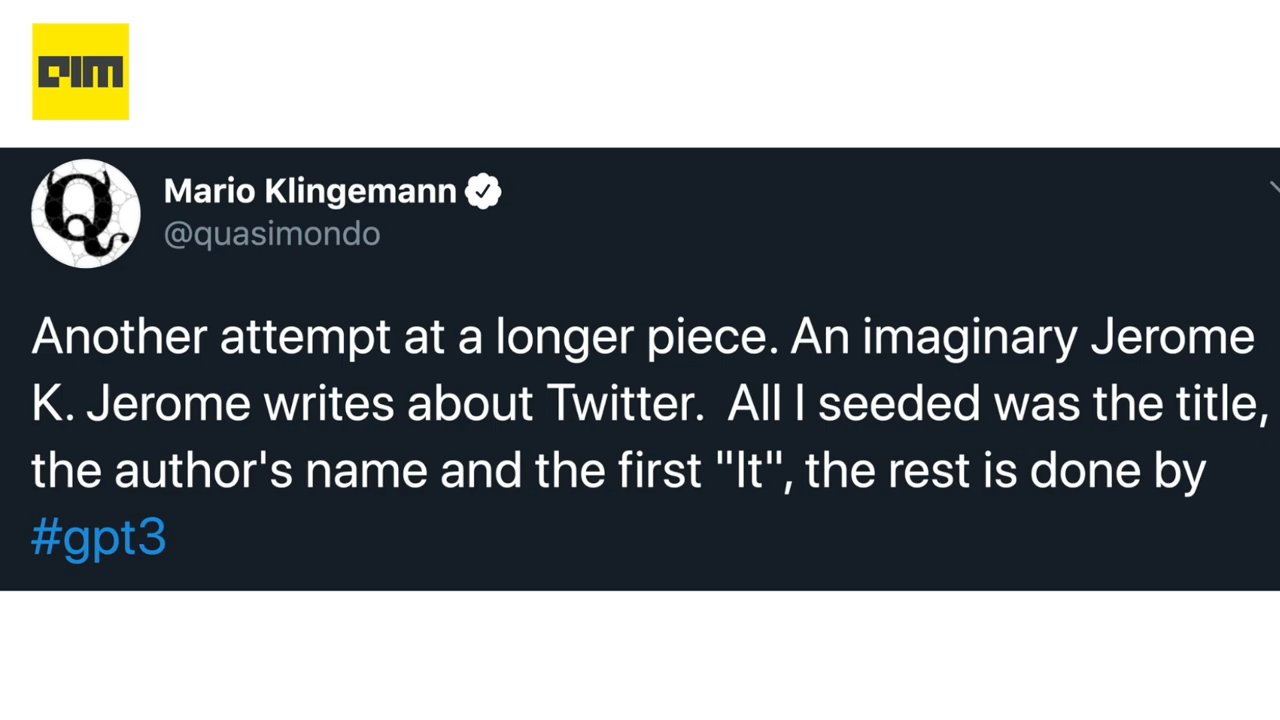 AIM
Mario Klingemann
@quasimondo
Another attempt at a longer piece. An imaginary Jerome
K. Jerome writes about Twitter.  All I seeded was the title,
the author's name and the first "It", the rest is done by
#gpt3